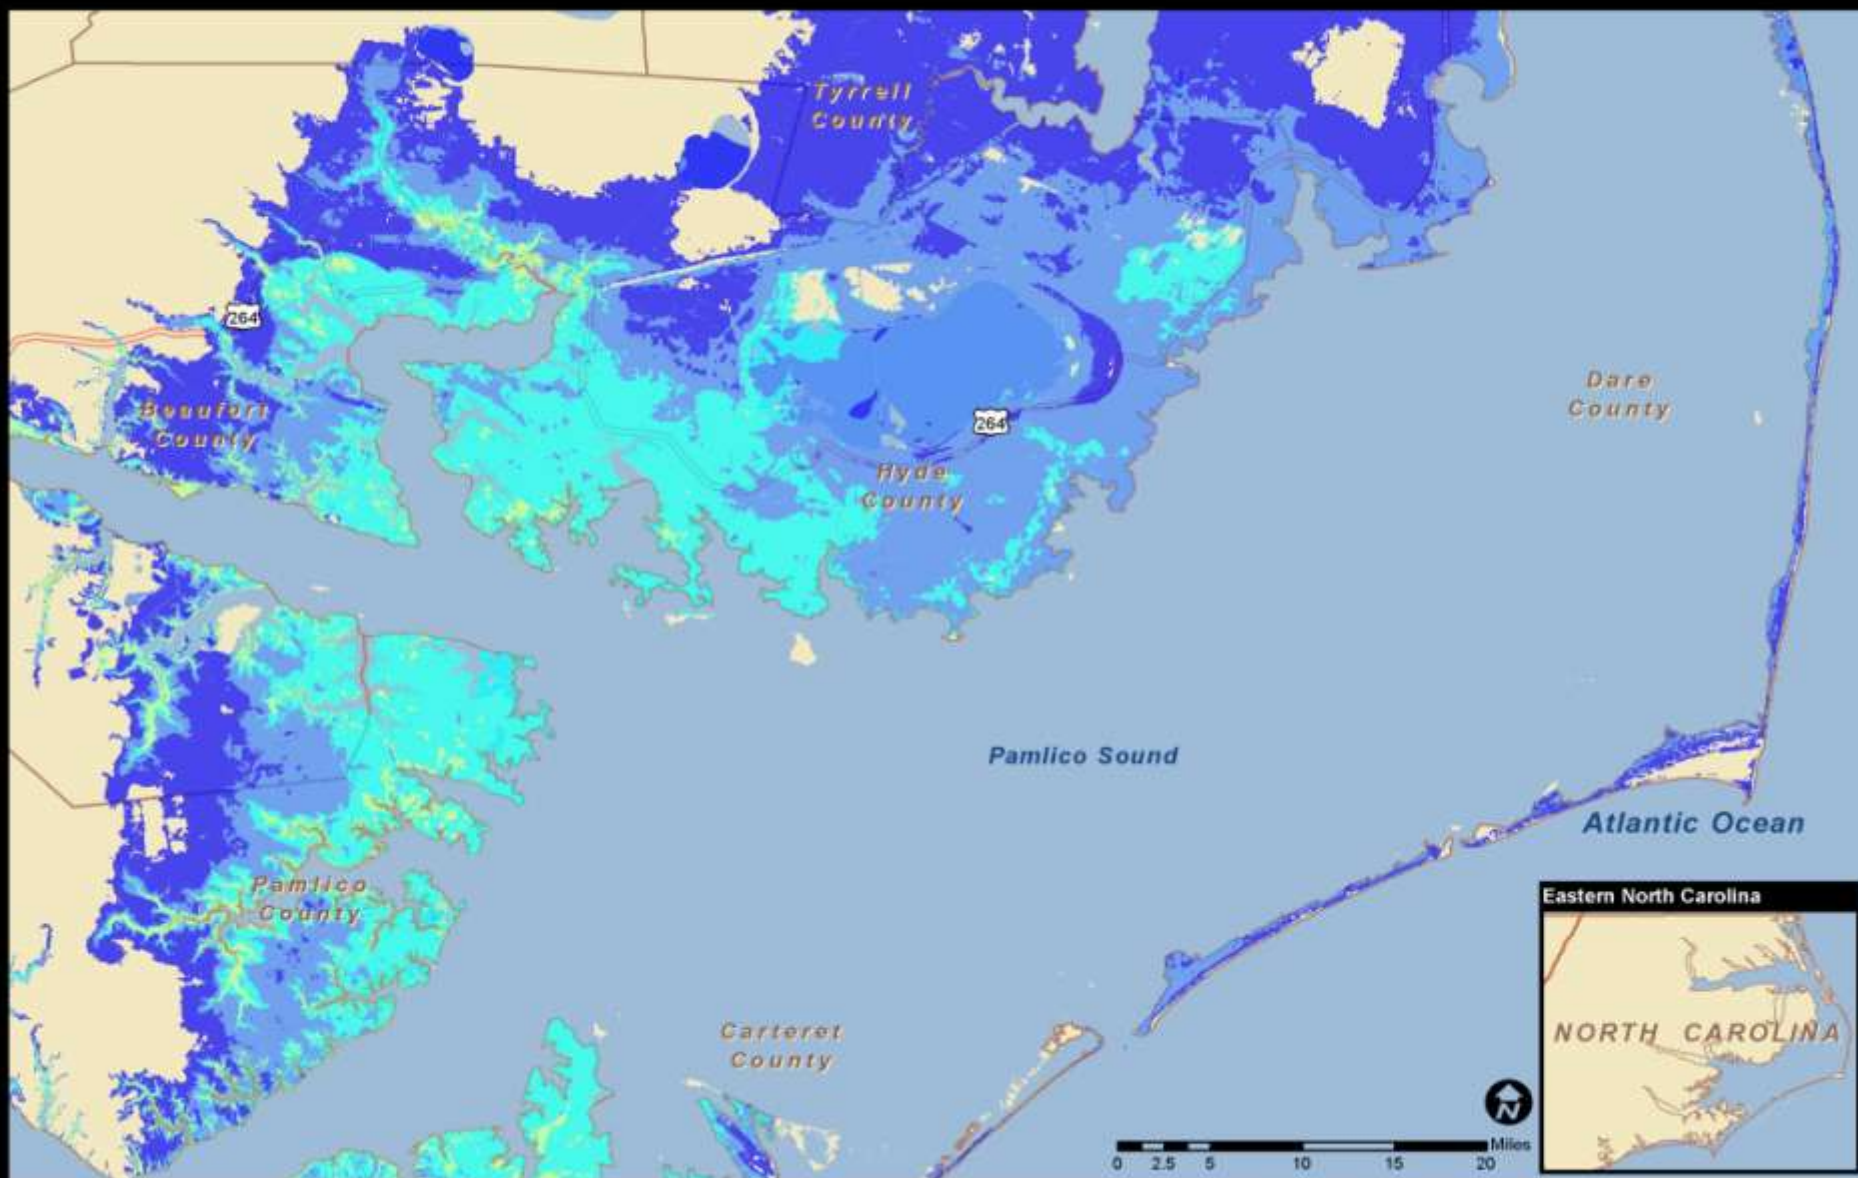 Tyrrell
County
264
Beaufort
County
Dare
County
264
Hyde
County
Pamlico Sound
Atlantic Ocean
Pamlico
County
Eastern North Carolina
NORTH CAROLINA
Carteret
County
N
Miles
0 2.5 5 10 15 20